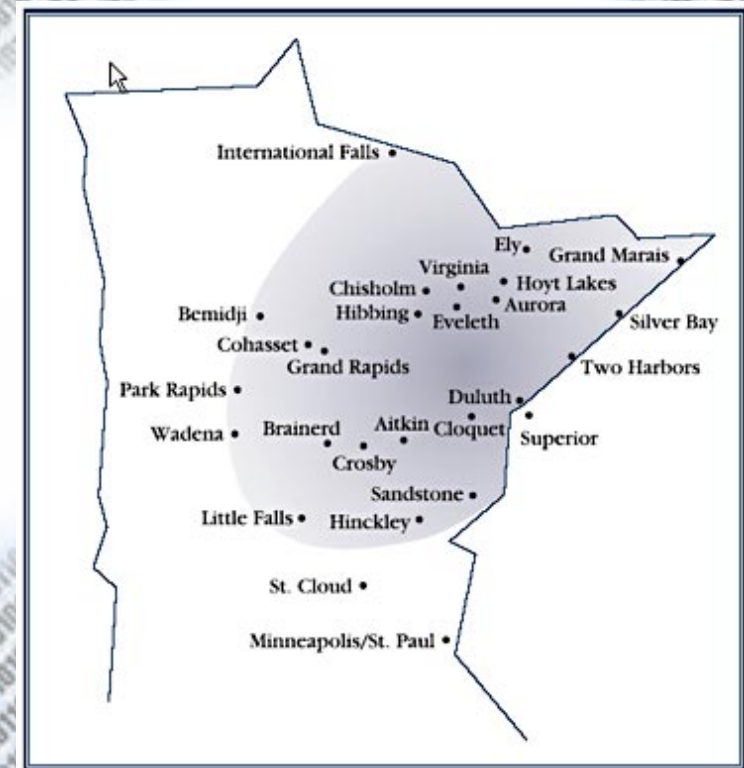 International Falls
Ely
Grand Marais
Virginia
Hoyt Lakes
Chisholm
Aurora
Bemidji
Hibbing
Eveleth
Silver Bay
Cohasset
Grand Rapids
Two Harbors
Park Rapids
Duluth
Wadena
Brainerd
Aitkin
Cloquet
Superior
Crosby
Sandstone
Little Falls
Hinckley
St. Cloud
Minneapolis/St. Paul